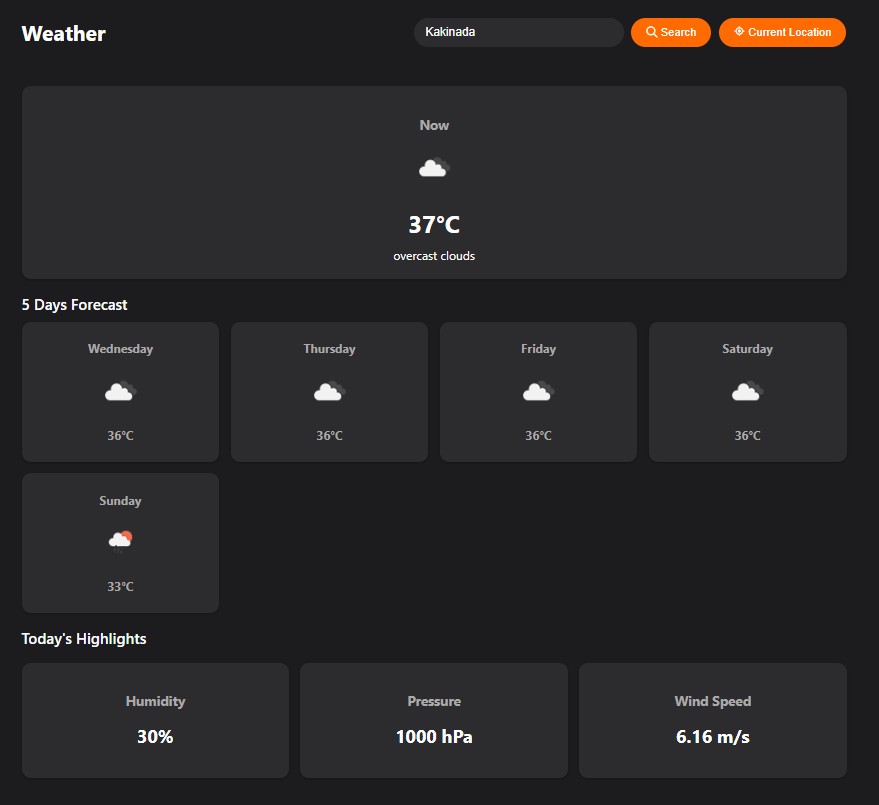 Weather
Kakinada
Search
Current Location
Now
37°C
overcast clouds
5 Days Forecast
Wednesday
36°C
Thursday
36°C
Friday
36°C
Saturday
36°C
Sunday
33°C
Today's Highlights
Humidity
30%
Pressure
1000 hPa
Wind Speed
6.16 m/s